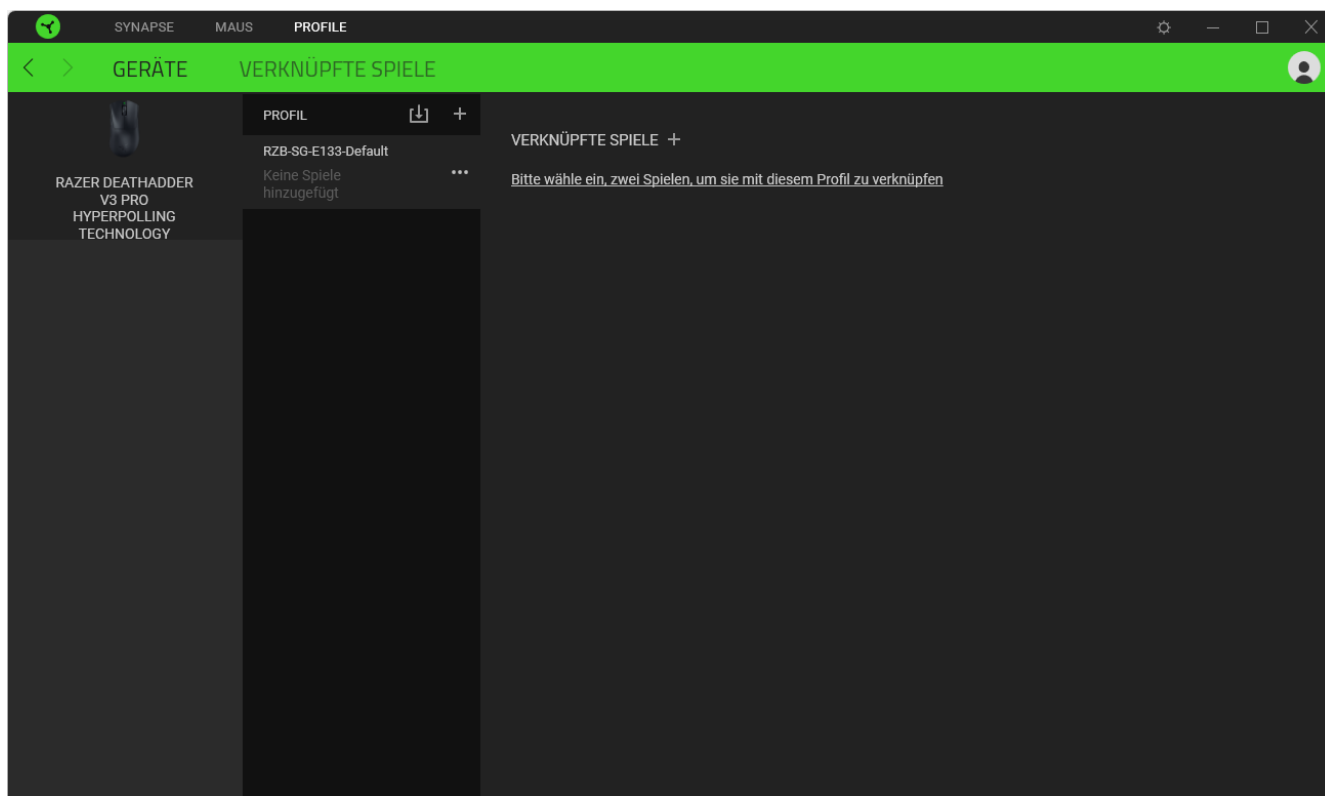 SYNAPSE MAUS PROFILE
GERÄTE VERKNÜPFTE SPIELE
RAZER DEATHADDER
V3 PRO
HYPERPOLLING
TECHNOLOGY
PROFIL
RZB-SG-E133-Default
Keine Spiele
hinzugefügt
VERKNÜPFTE SPIELE
Bitte wähle ein, zwei Spielen, um sie mit diesem Profil zu verknüpfen